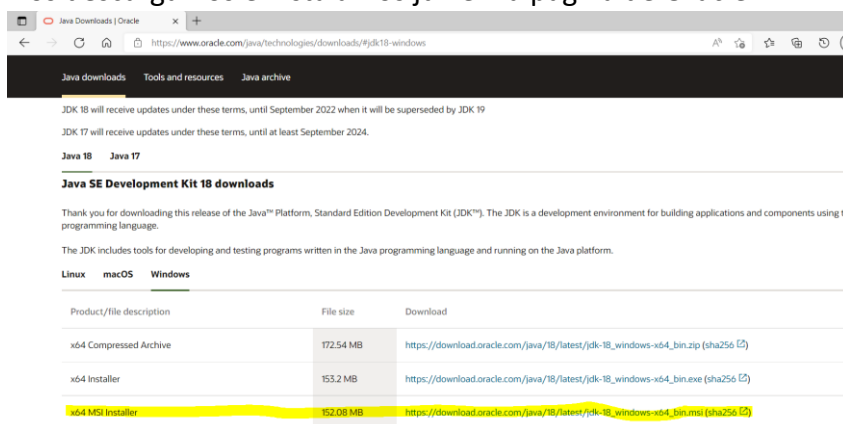 Java Downloads | Oracle
https://www.oracle.com/java/technologies/downloads/#jdk18-windows
Java downloads Tools and resources Java archive
JDK 18 will receive updates under these terms, until September 2022 when it will be superseded by JDK 19
JDK 17 will receive updates under these terms, until at least September 2024.
Java 18 Java 17
Java SE Development Kit 18 downloads
Thank you for downloading this release of the Java™ Platform, Standard Edition Development Kit (JDK™). The JDK is a development environment for building applications and components using
programming language.
The JDK includes tools for developing and testing programs written in the Java programming language and running on the Java platform.
Linux macOS Windows
Product/file description File size Download
x64 Compressed Archive 172.54 MB https://download.oracle.com/java/18/latest/jdk-18_windows-x64_bin.zip (sha256)
x64 Installer 153.2 MB https://download.oracle.com/java/18/latest/jdk-18_windows-x64_bin.exe (sha256)
x64 MSI Installer 152.08 MB https://download.oracle.com/java/18/latest/jdk-18_windows-x64_bin.msi (sha256)